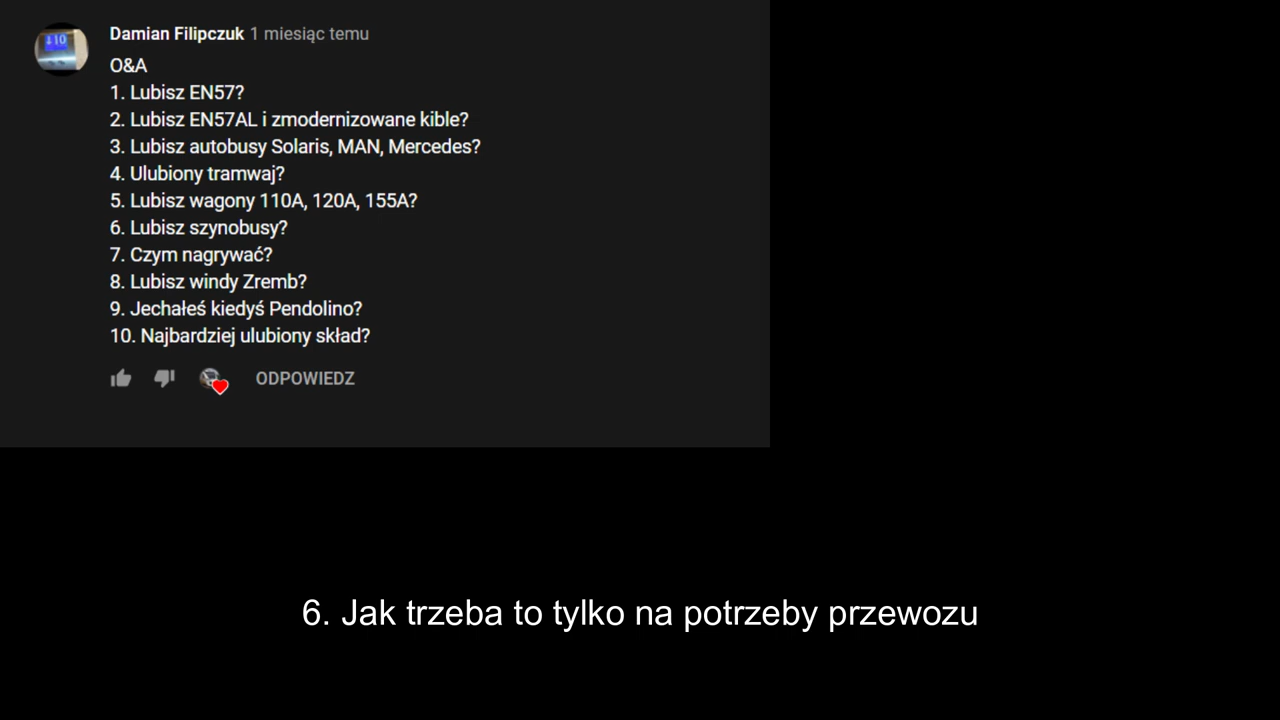 Damian Filipczuk 1 miesiąc temu
O&A
1. Lubisz EN57?
2. Lubisz EN57AL i zmodernizowane kible?
3. Lubisz autobusy Solaris, MAN, Mercedes?
4. Ulubiony tramwaj?
5. Lubisz wagony 110A, 120A, 155A?
6. Lubisz szynobusy?
7. Czym nagrywać?
8. Lubisz windy Zremb?
9. Jechałeś kiedyś Pendolino?
10. Najbardziej ulubiony skład?
ODPOWIEDZ
6. Jak trzeba to tylko na potrzeby przewozu